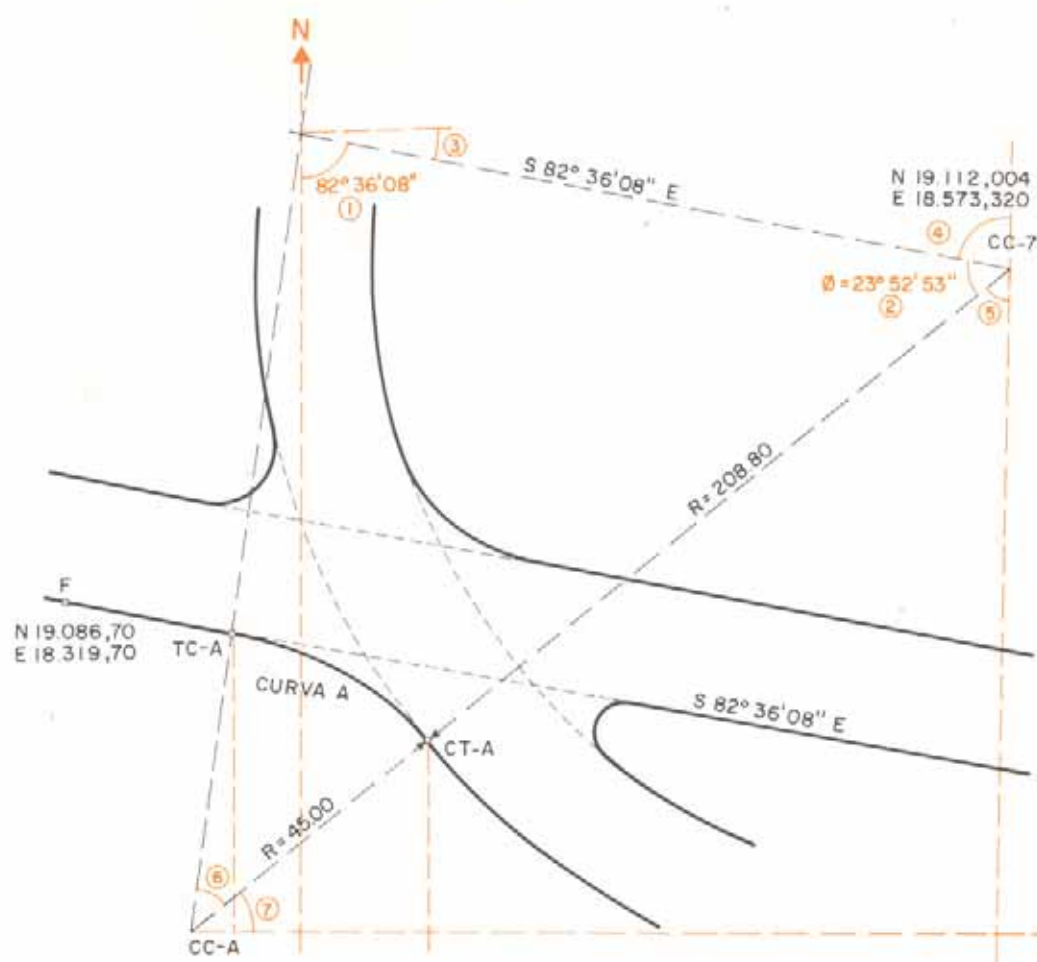 N
③
S 82° 36'08" E
82° 36'08"
①
N 19.112,004
E 18.573,320
④
CC-7
Ø = 23° 52' 53"
②
⑤
R = 208.80
F
N 19.086,70
E 18.319,70
TC-A
CURVA A
S 82° 36'08" E
CT-A
R = 45.00
⑥
⑦
CC-A